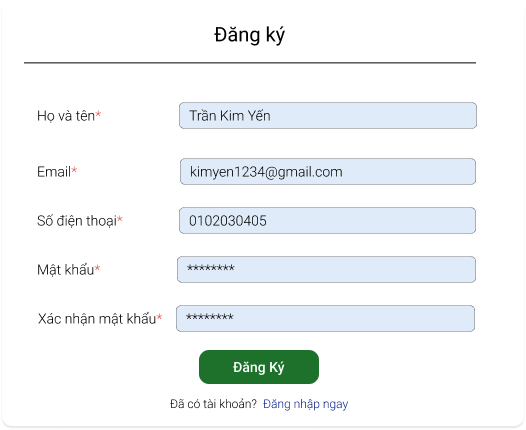 Đăng ký
Họ và tên* Trần Kim Yến
Email* kimyen1234@gmail.com
Số điện thoại* 0102030405
Mật khẩu* ********
Xác nhận mật khẩu* ********
Đăng Ký
Đã có tài khoản? Đăng nhập ngay